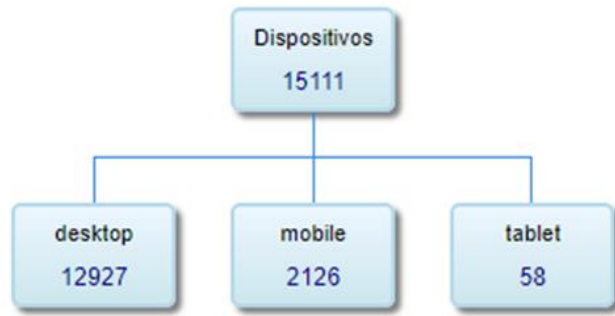 Dispositivos
15111
desktop
12927
mobile
2126
tablet
58